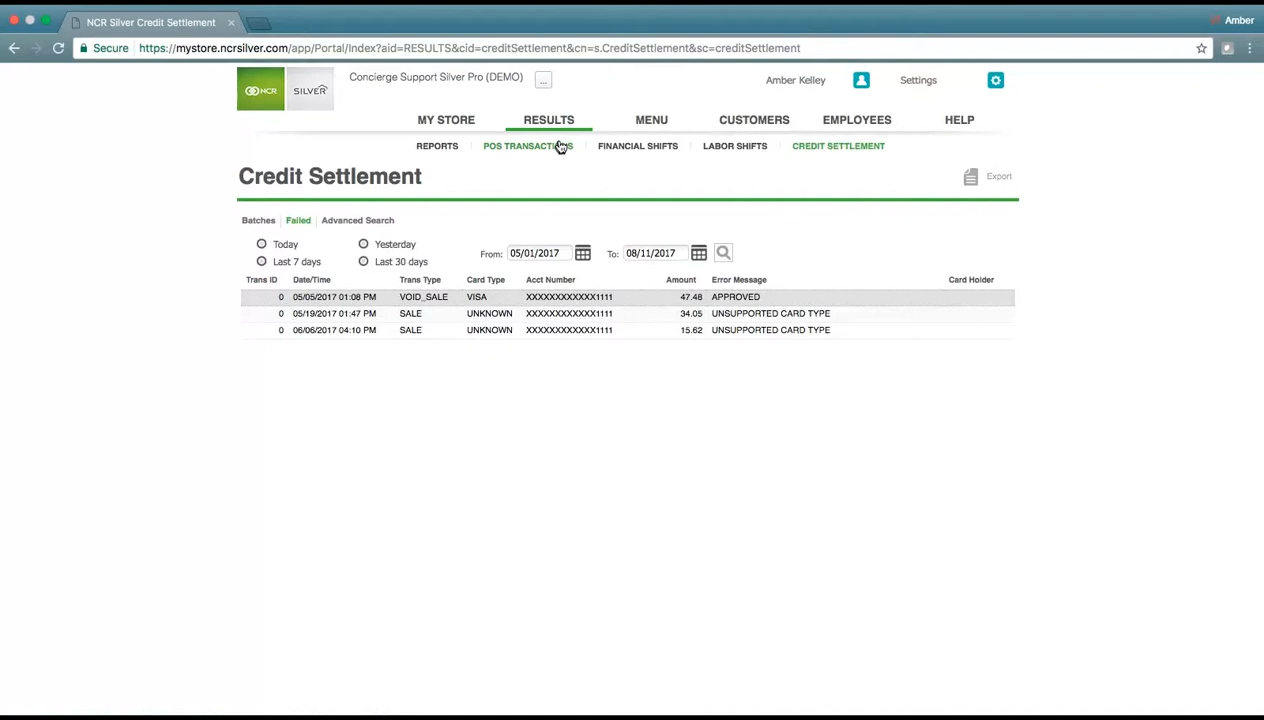 NCR Silver Credit Settlement
Amber
Secure https://mystore.ncrsilver.com/app/Portal/Index?aid=RESULTS&cid=creditSettlement&cn=s.CreditSettlement&sc=creditSettlement
NCR SILVER Concierge Support Silver Pro (DEMO) ... Amber Kelley Settings
MY STORE RESULTS MENU CUSTOMERS EMPLOYEES HELP
REPORTS POS TRANSACTIONS FINANCIAL SHIFTS LABOR SHIFTS CREDIT SETTLEMENT
Credit Settlement Export
Batches Failed Advanced Search
Today Yesterday
From: 05/01/2017 To: 08/11/2017
Last 7 days Last 30 days
Trans ID Date/Time Trans Type Card Type Acct Number Amount Error Message Card Holder
0 05/05/2017 01:08 PM VOID_SALE VISA XXXXXXXXXXXX1111 47.48 APPROVED
0 05/19/2017 01:47 PM SALE UNKNOWN XXXXXXXXXXXX1111 34.05 UNSUPPORTED CARD TYPE
0 06/06/2017 04:10 PM SALE UNKNOWN XXXXXXXXXXXX1111 15.62 UNSUPPORTED CARD TYPE